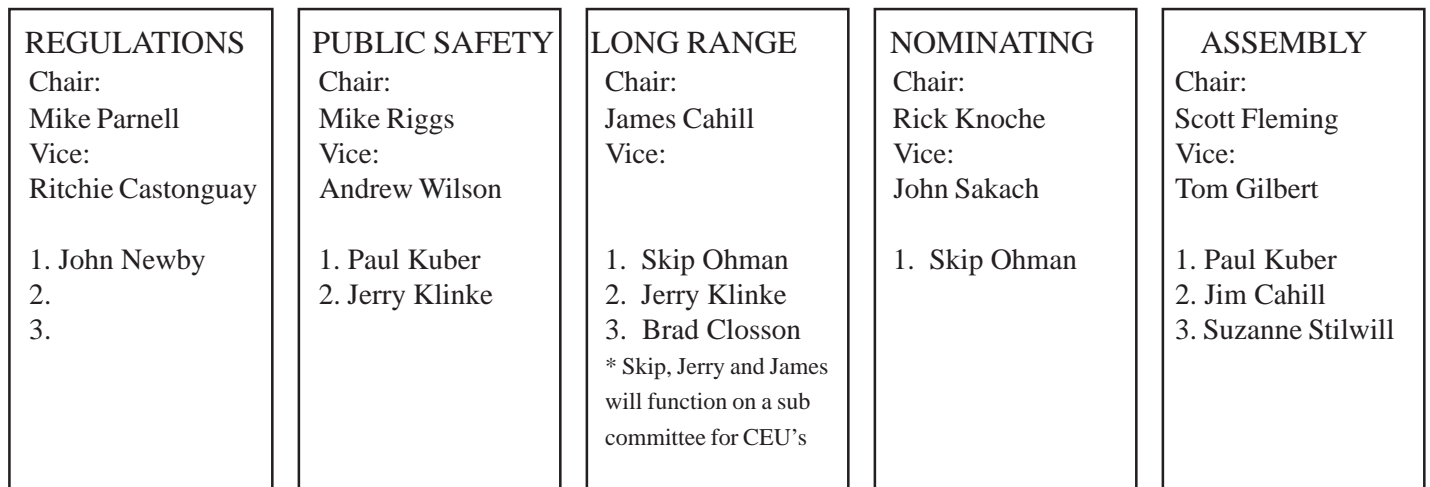 REGULATIONS
Chair:
Mike Parnell
Vice:
Ritchie Castonguay
1. John Newby
2.
3.
PUBLIC SAFETY
Chair:
Mike Riggs
Vice:
Andrew Wilson
1. Paul Kuber
2. Jerry Klinke
LONG RANGE
Chair:
James Cahill
Vice:
1. Skip Ohman
2. Jerry Klinke
3. Brad Closson
* Skip, Jerry and James
will function on a sub
committee for CEU's
NOMINATING
Chair:
Rick Knoche
Vice:
John Sakach
1. Skip Ohman
ASSEMBLY
Chair:
Scott Fleming
Vice:
Tom Gilbert
1. Paul Kuber
2. Jim Cahill
3. Suzanne Stilwill